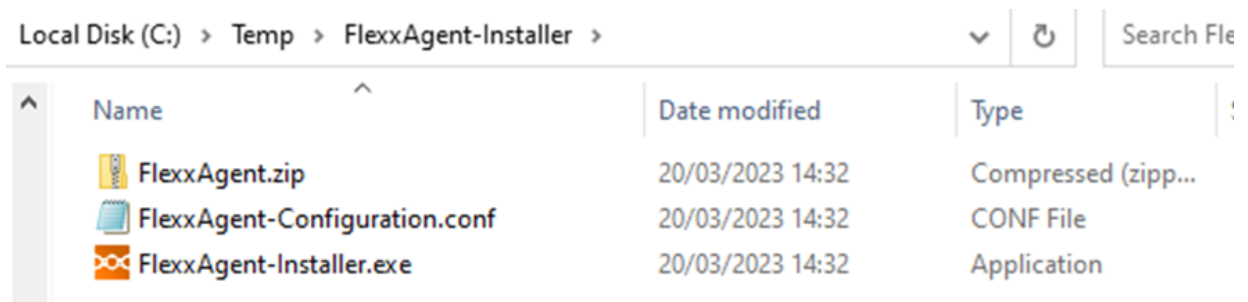 Local Disk (C:) > Temp > FlexxAgent-Installer >
Search Fle
Name Date modified Type
FlexxAgent.zip 20/03/2023 14:32 Compressed (zipp...
FlexxAgent-Configuration.conf 20/03/2023 14:32 CONF File
FlexxAgent-Installer.exe 20/03/2023 14:32 Application